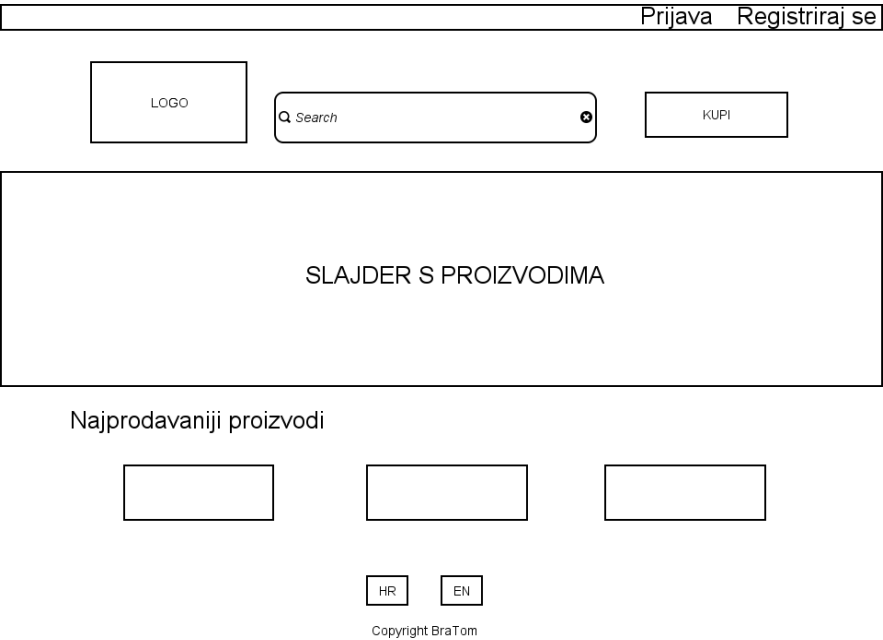 Prijava Registriraj se
LOGO
Search
KUPI
SLAJDER S PROIZVODIMA
Najprodavaniji proizvodi
HR EN
Copyright BraTom